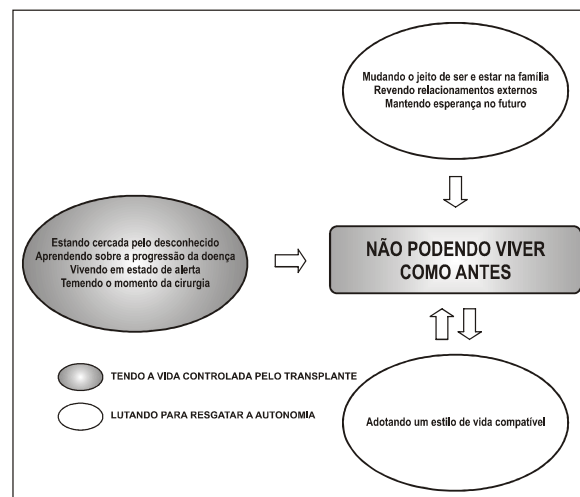 Mudando o jeito de ser e estar na família
Revendo relacionamentos externos
Mantendo esperança no futuro
Estando cercada pelo desconhecido
Aprendendo sobre a progressão da doença
Vivendo em estado de alerta
Temendo o momento da cirurgia
NÃO PODENDO VIVER
COMO ANTES
TENDO A VIDA CONTROLADA PELO TRANSPLANTE
LUTANDO PARA RESGATAR A AUTONOMIA
Adotando um estilo de vida compatível